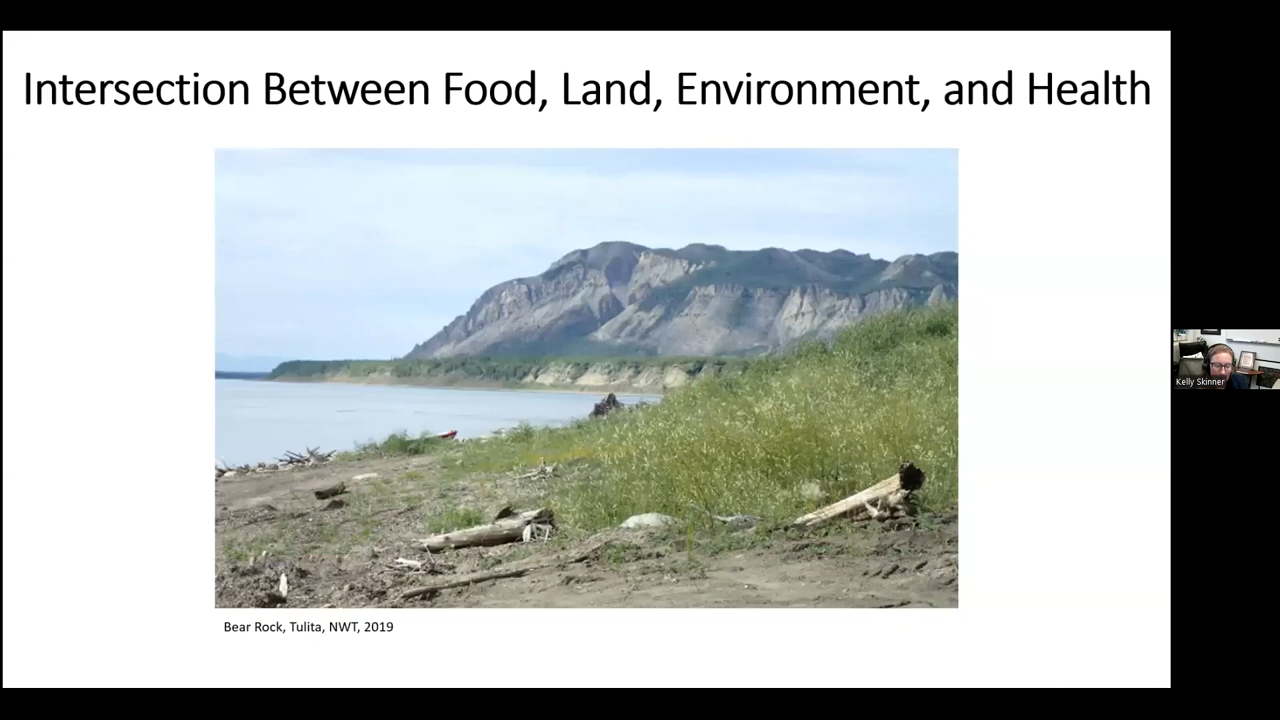 Intersection Between Food, Land, Environment, and Health
Kelly Skinner
Bear Rock, Tulita, NWT, 2019